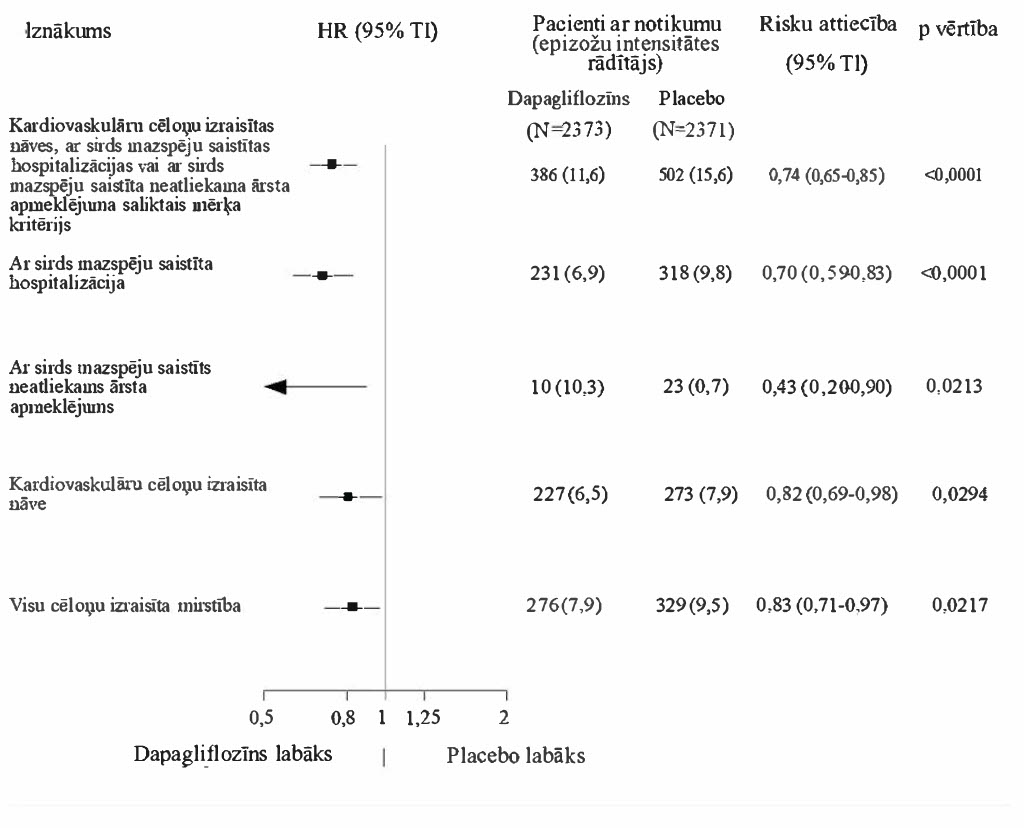 Iznākums HR (95% TI) Pacienti ar notikumu Risku attiecība p vērtība
(epizožu intensitātes
rādītājs) (95% TI)
Dapagliflozīns Placebo
(N=2373) (N=2371)
Kardiovaskulāru cēloņu izraisītas
nāves, ar sirds mazspēju saistītas
hospitalizācijas vai ar sirds
mazspēju saistīta neatliekama ārsta
apmeklējuma saliktais mērķa
kritērijs
386 (11,6) 502 (15,6) 0,74 (0,65-0,85) <0,0001
Ar sirds mazspēju saistīta
hospitalizācija
231 (6,9) 318 (9,8) 0,70 (0,590,83) <0,0001
Ar sirds mazspēju saistīts
neatliekams ārsta
apmeklējums
10 (10,3) 23 (0,7) 0,43 (0,200,90) 0,0213
Kardiovaskulāru cēloņu izraisīta
nāve
227 (6,5) 273 (7,9) 0,82 (0,69-0,98) 0,0294
Visu cēloņu izraisīta mirstība 276 (7,9) 329 (9,5) 0,83 (0,71-0,97) 0,0217
0,5 0,8 1 1,25 2
Dapagliflozīns labāks | Placebo labāks